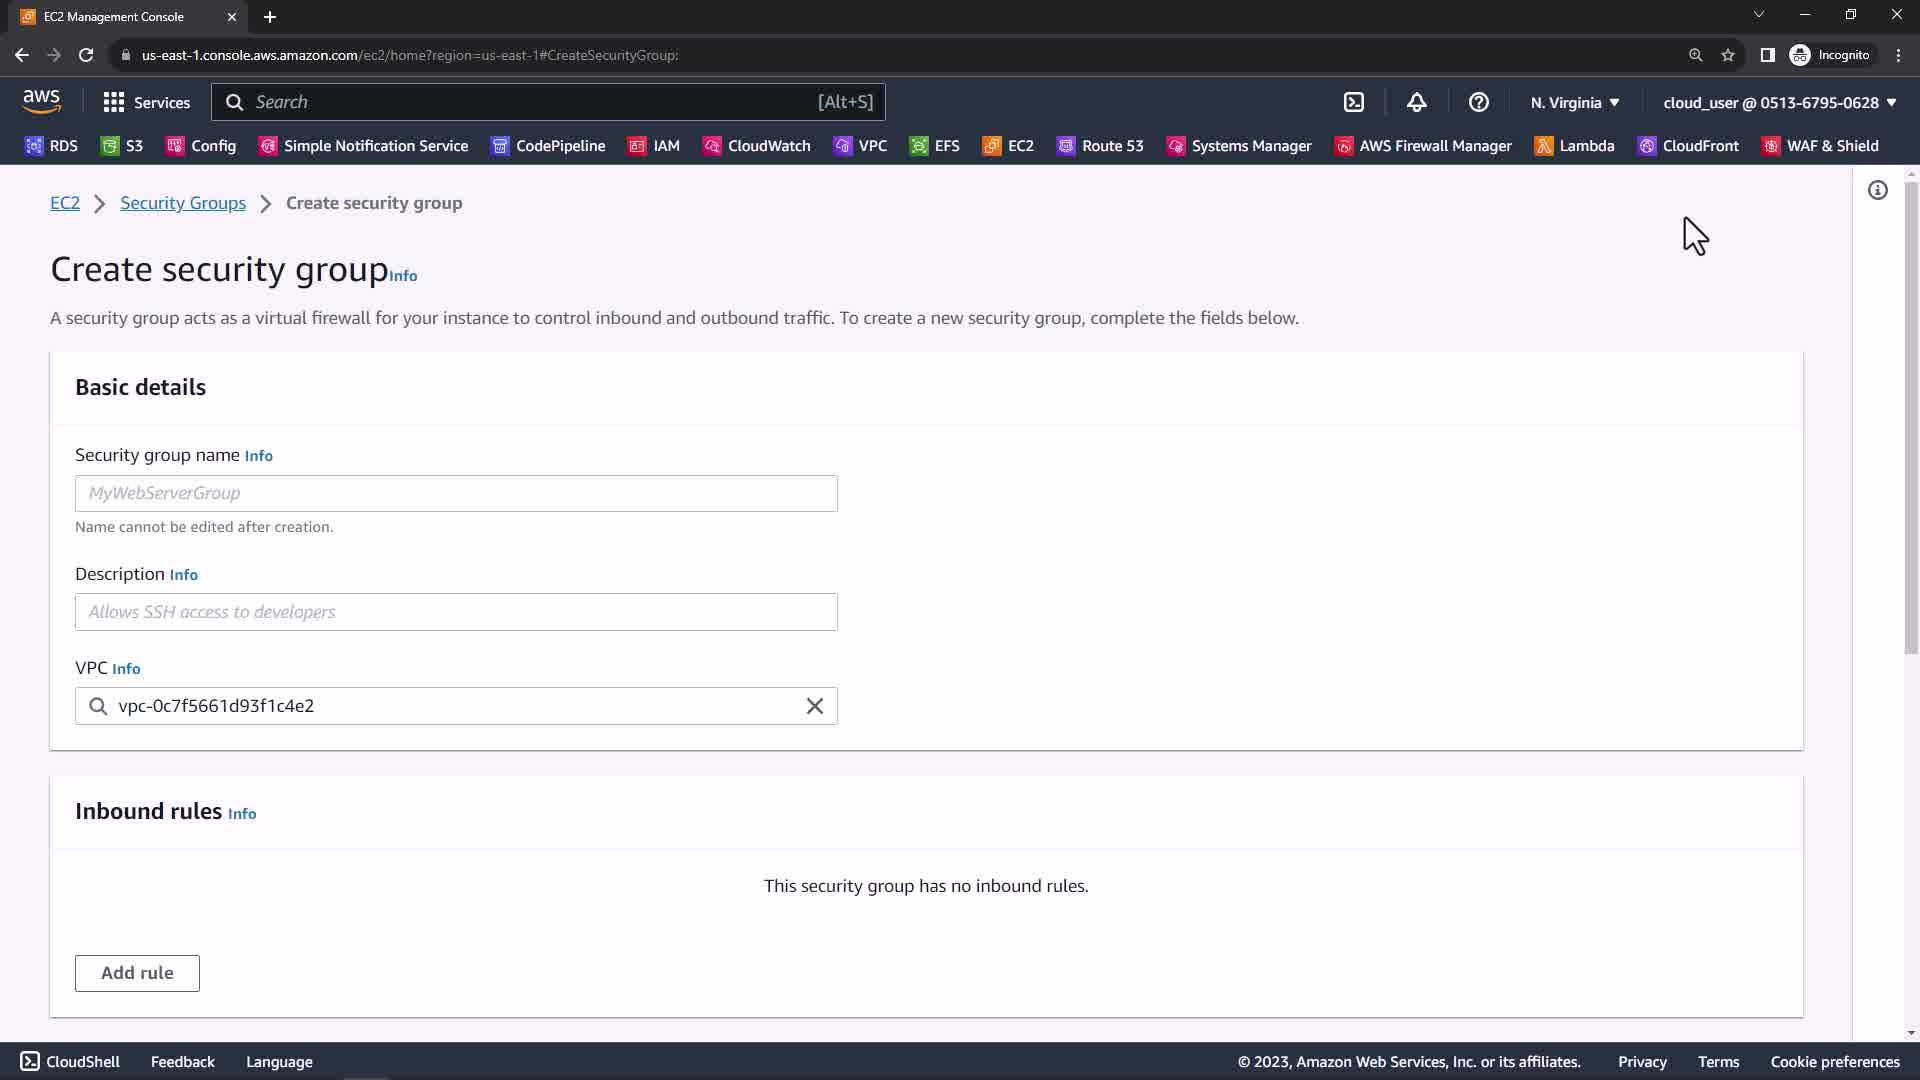 EC2 Management Console
us-east-1.console.aws.amazon.com/ec2/home?region=us-east-1#CreateSecurityGroup:
Incognito
aws
Services
Search
[Alt+S]
N. Virginia
cloud_user @ 0513-6795-0628
RDS
S3
Config
Simple Notification Service
CodePipeline
IAM
CloudWatch
VPC
EFS
EC2
Route 53
Systems Manager
AWS Firewall Manager
Lambda
CloudFront
WAF & Shield
EC2 > Security Groups > Create security group
Create security group Info
A security group acts as a virtual firewall for your instance to control inbound and outbound traffic. To create a new security group, complete the fields below.
Basic details
Security group name Info
MyWebServerGroup
Name cannot be edited after creation.
Description Info
Allows SSH access to developers
VPC Info
vpc-0c7f5661d93f1c4e2
Inbound rules Info
This security group has no inbound rules.
Add rule
CloudShell
Feedback
Language
© 2023, Amazon Web Services, Inc. or its affiliates.
Privacy
Terms
Cookie preferences